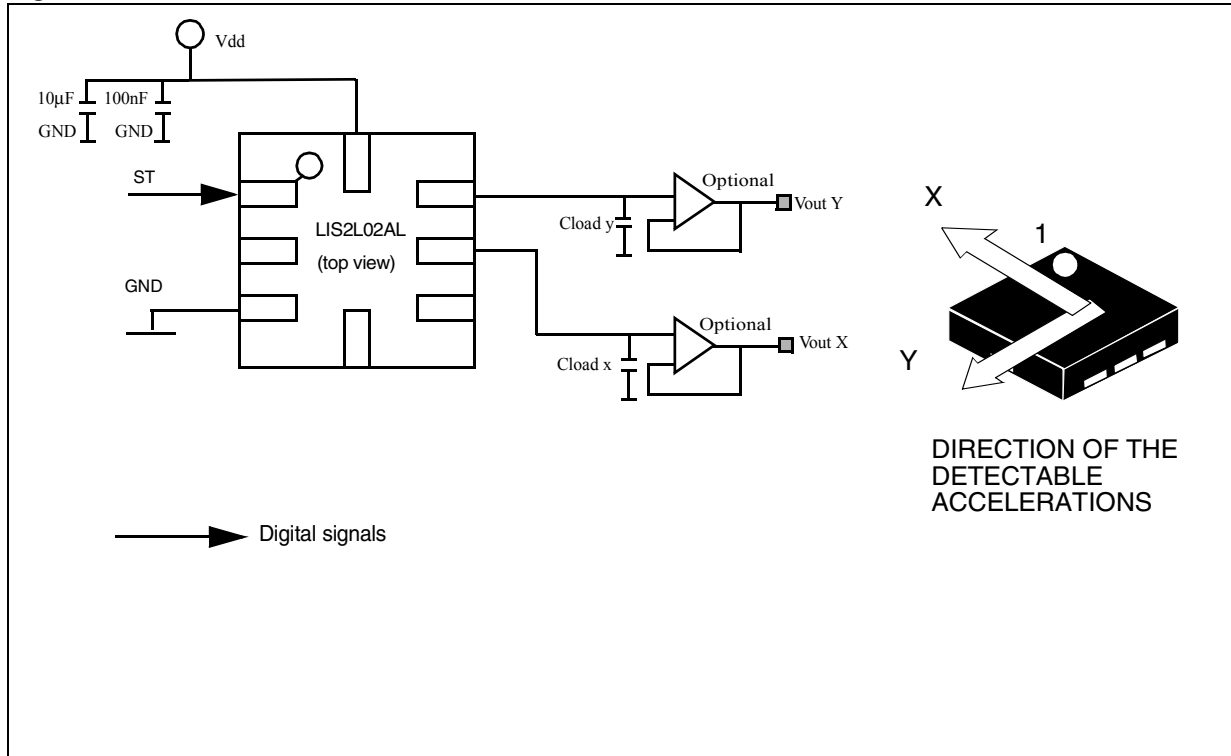 Vdd
10µF
100nF
GND
GND
ST
LIS2L02AL
(top view)
GND
Optional
Cload y
Vout Y
Optional
Cload x
Vout X
X
1
Y
DIRECTION OF THE
DETECTABLE
ACCELERATIONS
Digital signals